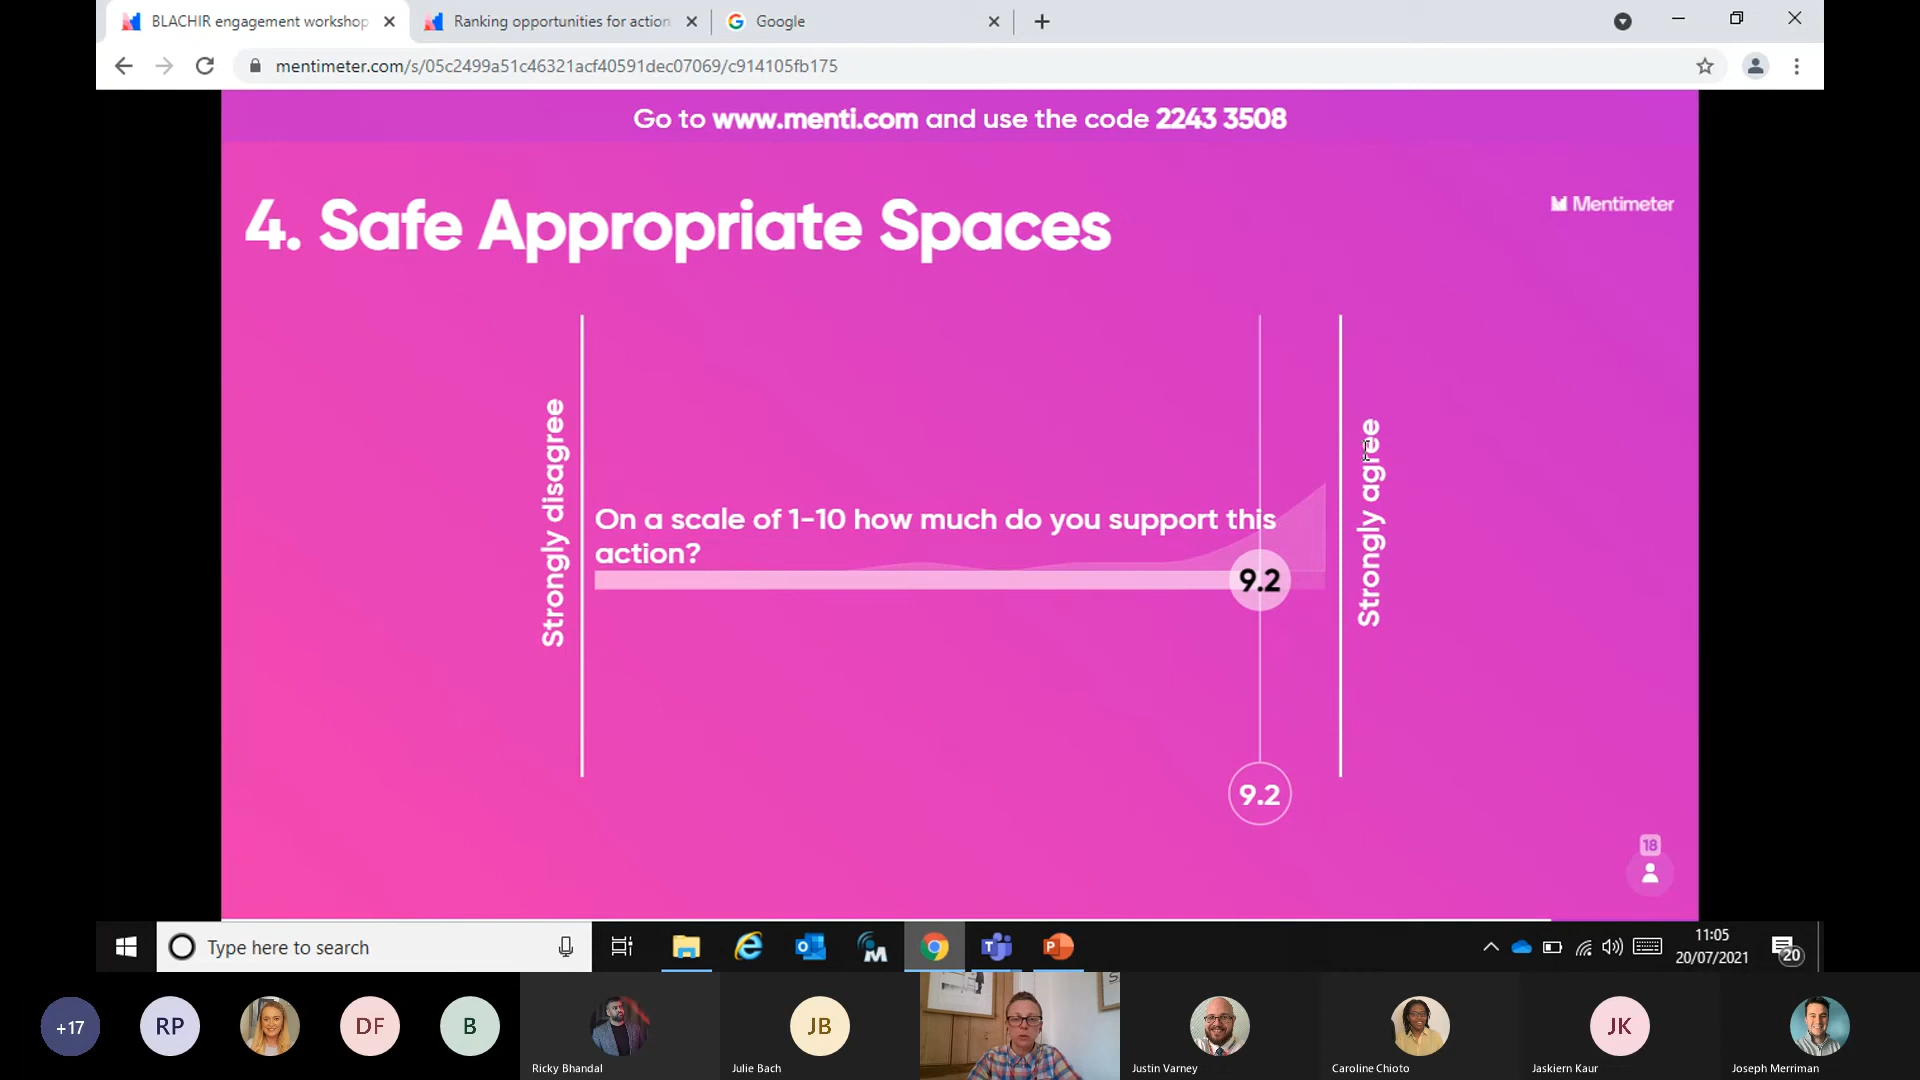 BLACHIR engagement workshop
Ranking opportunities for action
Google
mentimeter.com/s/05c2499a51c46321acf40591dec07069/c914105fb175
Go to www.menti.com and use the code 2243 3508
4. Safe Appropriate Spaces
Mentimeter
Strongly disagree
On a scale of 1-10 how much do you support this
action?
9.2
Strongly agree
9.2
18
Type here to search
11:05
20/07/2021
20
+17
RP
DF
B
Ricky Bhandal
JB
Julie Bach
Justin Varney
Caroline Chioto
JK
Jaskiern Kaur
Joseph Merriman